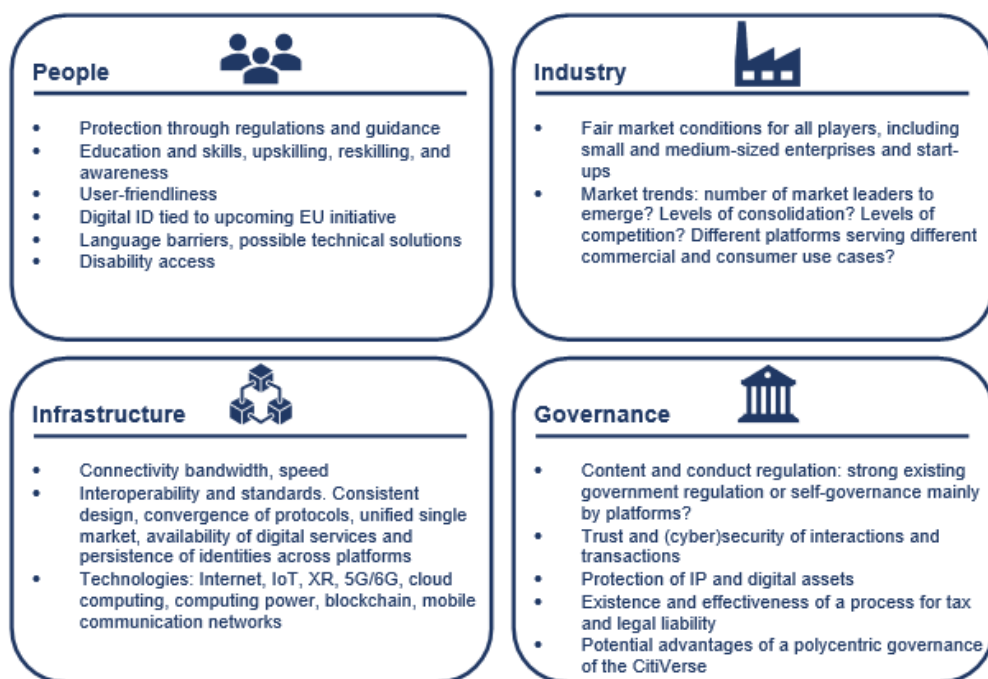 People
• Protection through regulations and guidance
• Education and skills, upskilling, reskilling, and
awareness
• User-friendliness
• Digital ID tied to upcoming EU initiative
• Language barriers, possible technical solutions
• Disability access
Industry
• Fair market conditions for all players, including
small and medium-sized enterprises and start-
ups
• Market trends: number of market leaders to
emerge? Levels of consolidation? Levels of
competition? Different platforms serving different
commercial and consumer use cases?
Infrastructure
• Connectivity bandwidth, speed
• Interoperability and standards. Consistent
design, convergence of protocols, unified single
market, availability of digital services and
persistence of identities across platforms
• Technologies: Internet, IoT, XR, 5G/6G, cloud
computing, computing power, blockchain, mobile
communication networks
Governance
• Content and conduct regulation: strong existing
government regulation or self-governance mainly
by platforms?
• Trust and (cyber)security of interactions and
transactions
• Protection of IP and digital assets
• Existence and effectiveness of a process for tax
and legal liability
• Potential advantages of a polycentric governance
of the CitiVerse